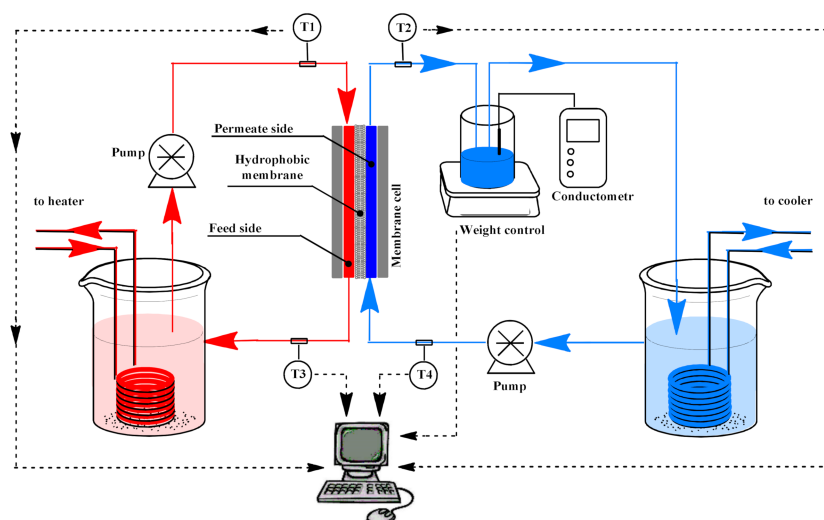 T1
T2
Permeate side
Pump
Hydrophobic
membrane
Conductometr
to heater
to cooler
Membrane cell
Weight control
Feed side
T3
T4
Pump